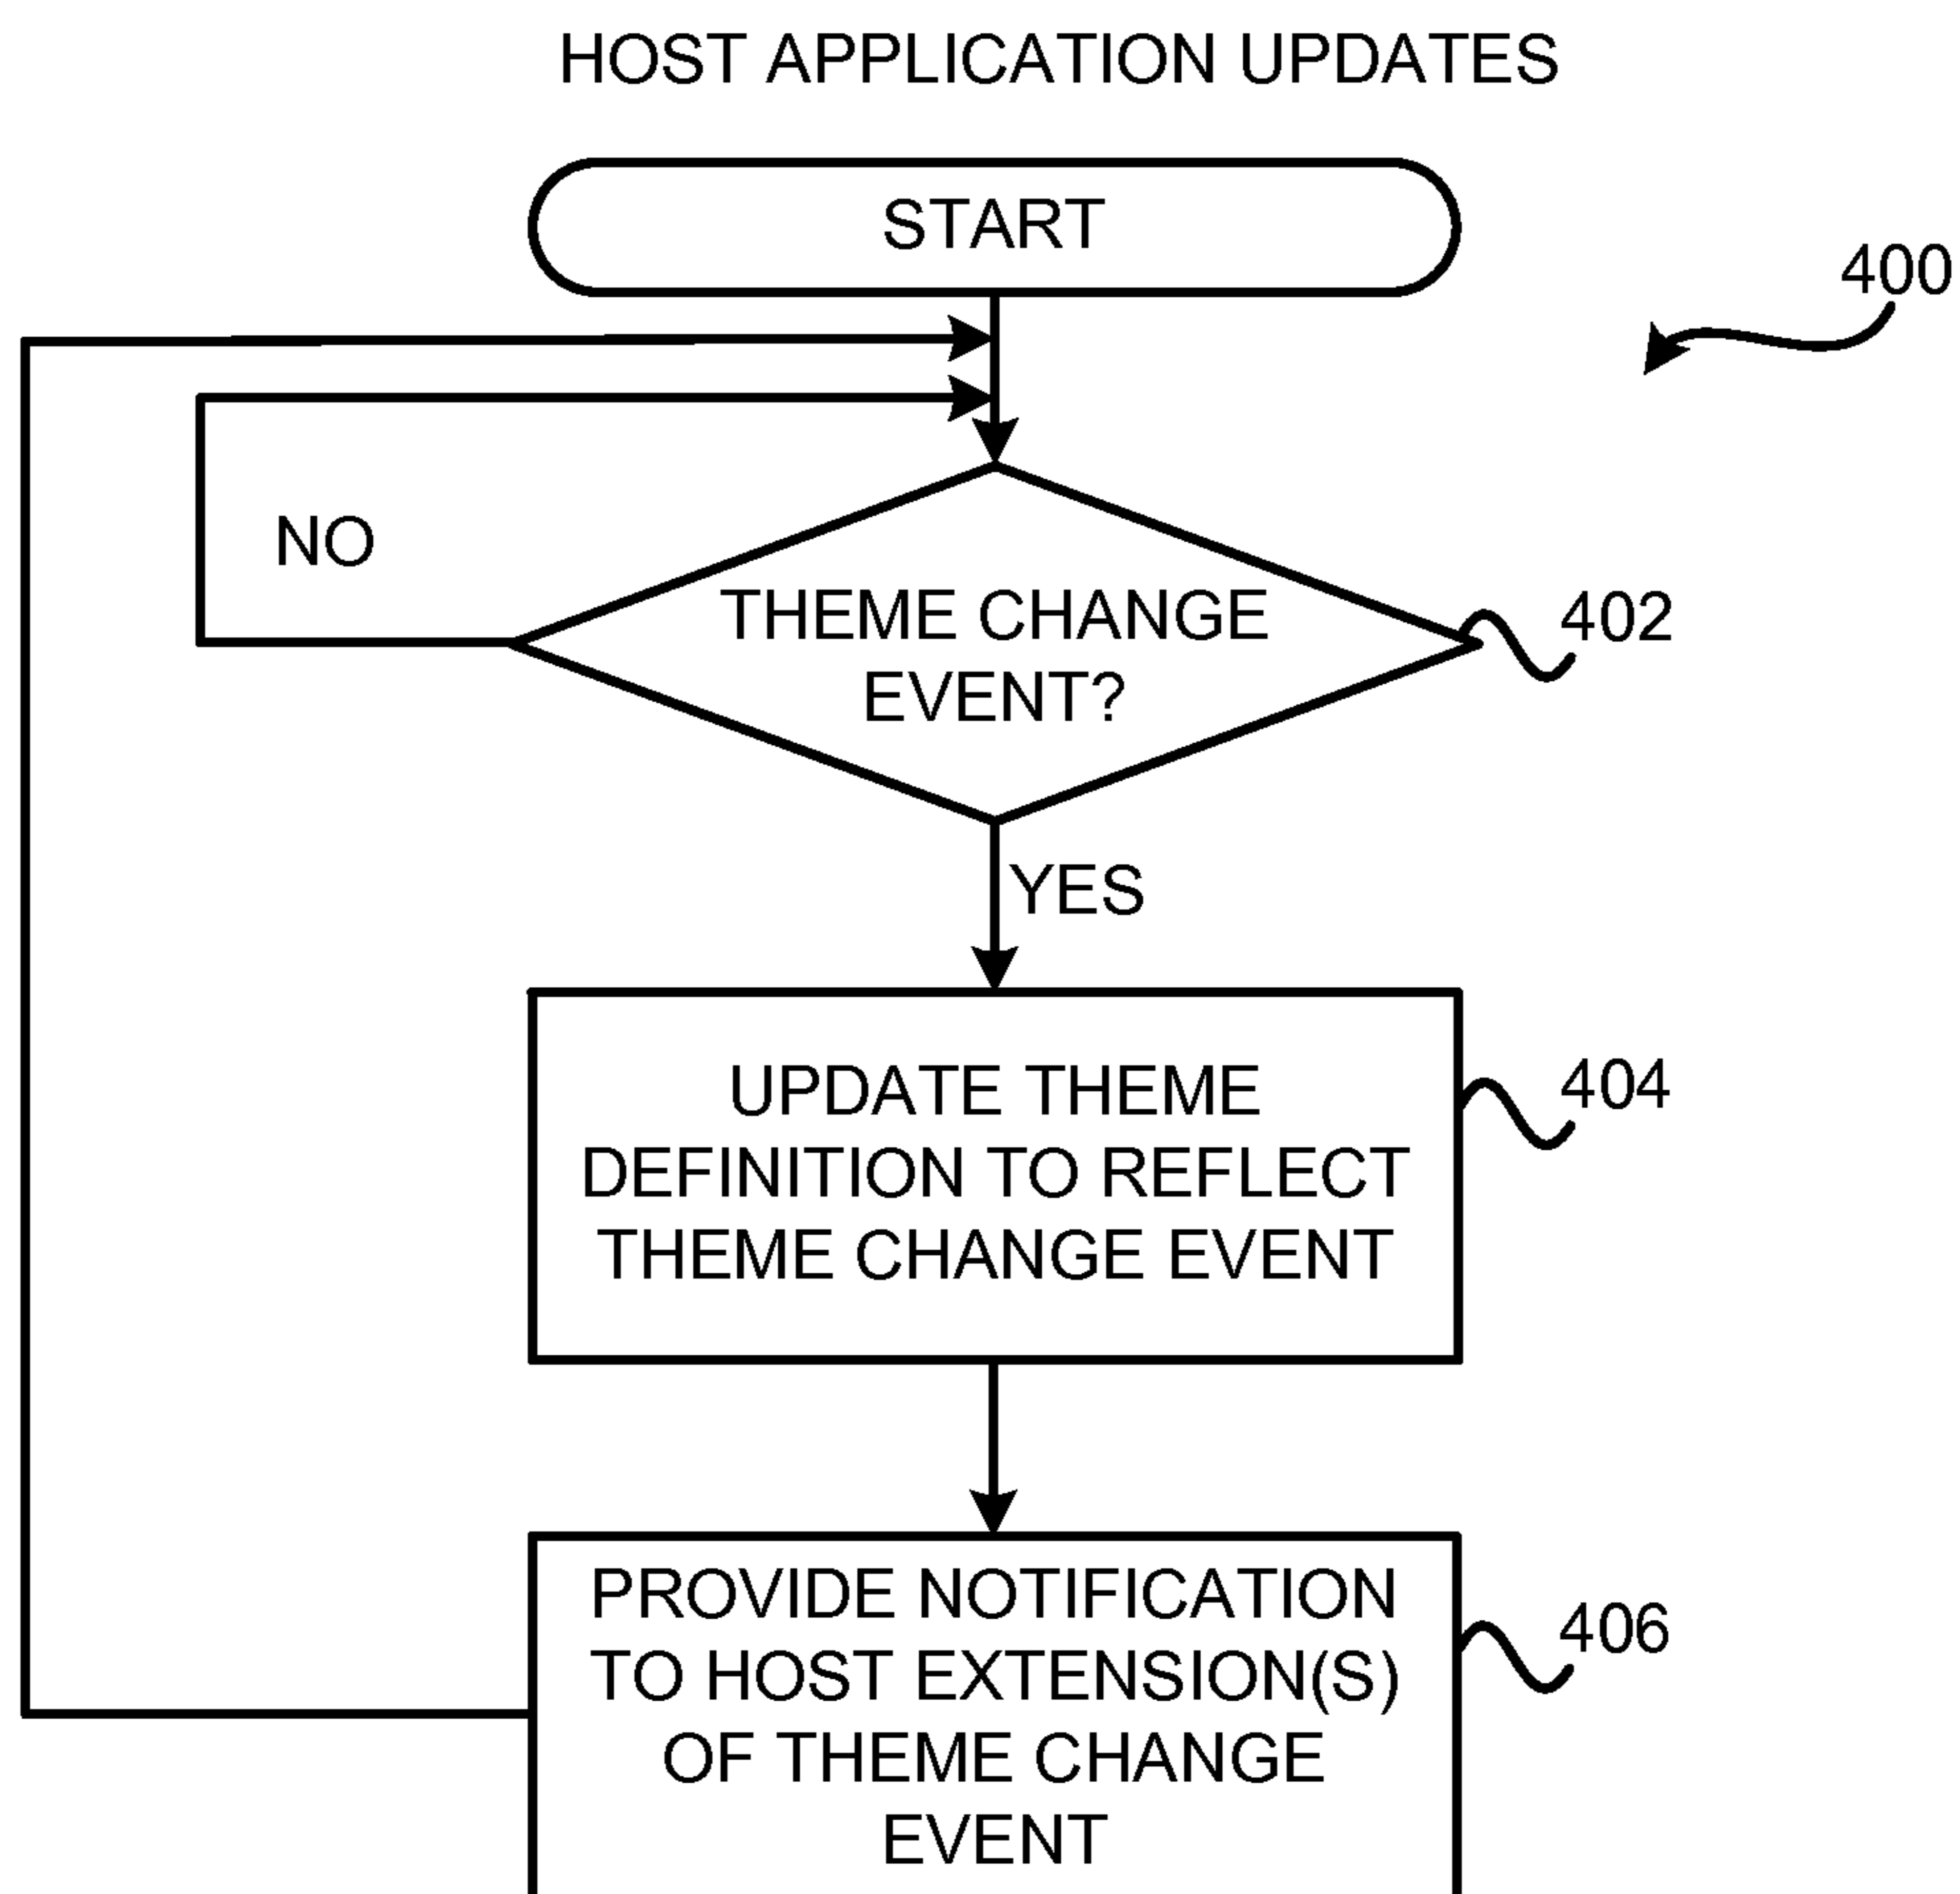 HOST APPLICATION UPDATES
START
400
NO
THEME CHANGE
EVENT?
402
YES
UPDATE THEME
DEFINITION TO REFLECT
THEME CHANGE EVENT
404
PROVIDE NOTIFICATION
TO HOST EXTENSION(S)
OF THEME CHANGE
EVENT
406